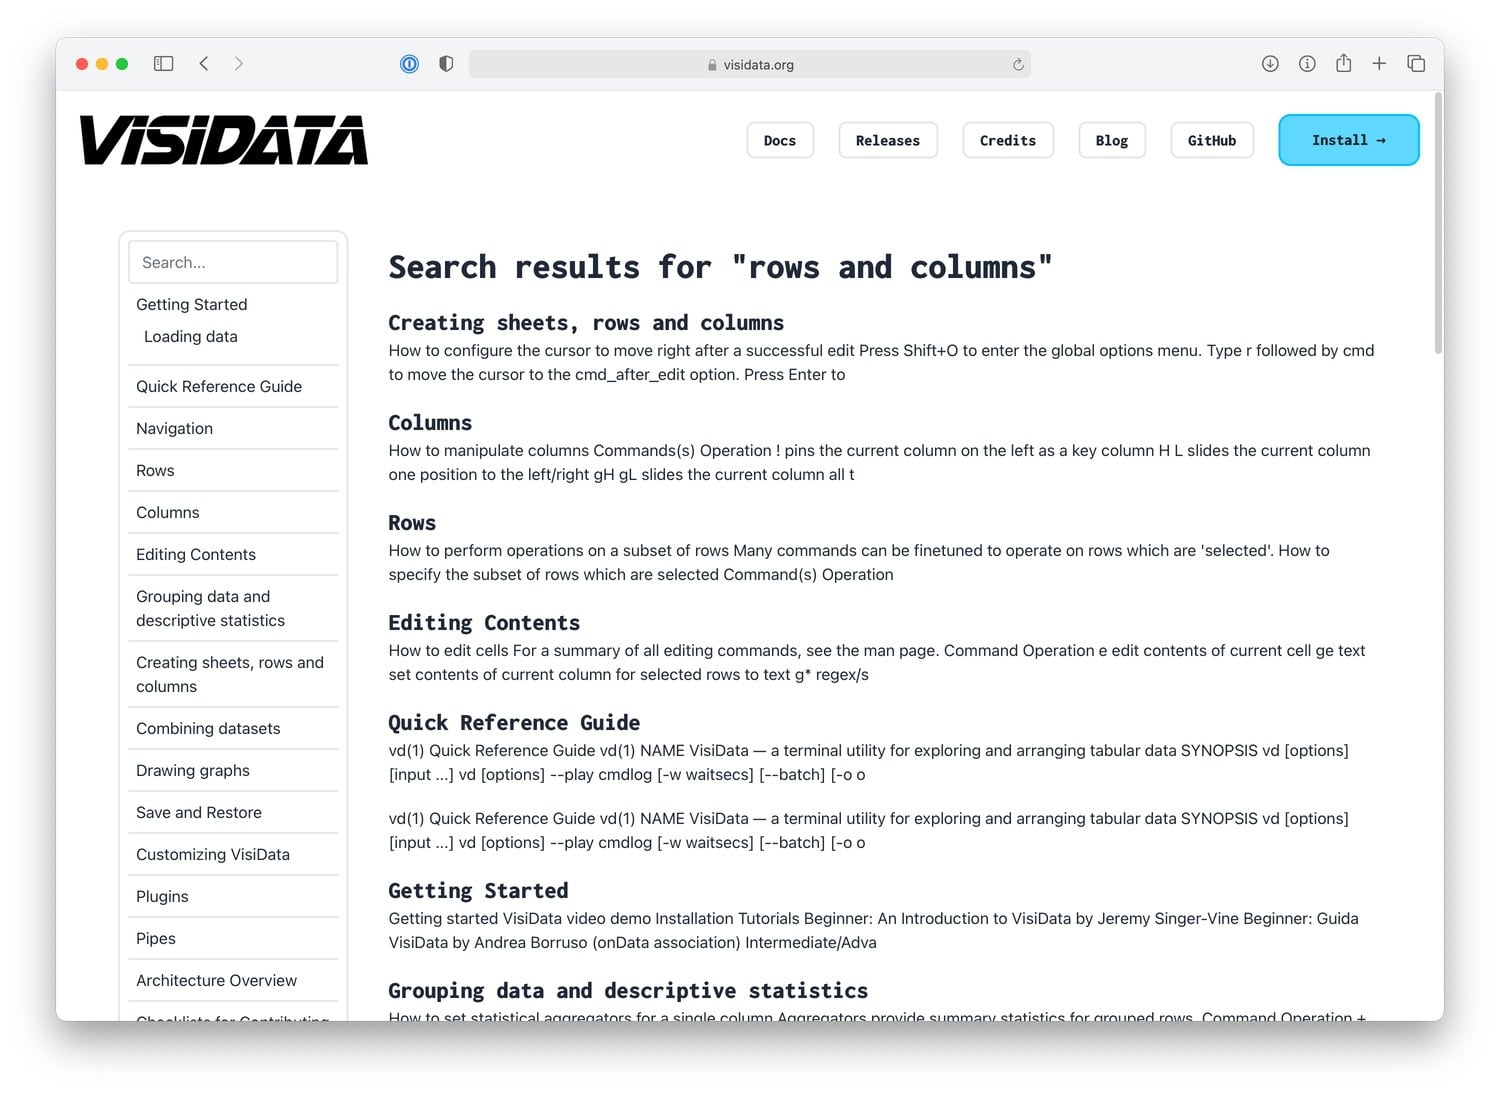 visidata.org
VISIDATA
Docs
Releases
Credits
Blog
GitHub
Install →
Search...
Getting Started
Loading data
Quick Reference Guide
Navigation
Rows
Columns
Editing Contents
Grouping data and
descriptive statistics
Creating sheets, rows and
columns
Combining datasets
Drawing graphs
Save and Restore
Customizing VisiData
Plugins
Pipes
Architecture Overview
Checklists for Contributing
Search results for "rows and columns"
Creating sheets, rows and columns
How to configure the cursor to move right after a successful edit Press Shift+O to enter the global options menu. Type r followed by cmd
to move the cursor to the cmd_after_edit option. Press Enter to
Columns
How to manipulate columns Commands(s) Operation ! pins the current column on the left as a key column H L slides the current column
one position to the left/right gH gL slides the current column all t
Rows
How to perform operations on a subset of rows Many commands can be finetuned to operate on rows which are 'selected'. How to
specify the subset of rows which are selected Command(s) Operation
Editing Contents
How to edit cells For a summary of all editing commands, see the man page. Command Operation e edit contents of current cell ge text
set contents of current column for selected rows to text g* regex/s
Quick Reference Guide
vd(1) Quick Reference Guide vd(1) NAME VisiData — a terminal utility for exploring and arranging tabular data SYNOPSIS vd [options]
[input ...] vd [options] --play cmdlog [-w waitsecs] [--batch] [-o o
vd(1) Quick Reference Guide vd(1) NAME VisiData — a terminal utility for exploring and arranging tabular data SYNOPSIS vd [options]
[input ...] vd [options] --play cmdlog [-w waitsecs] [--batch] [-o o
Getting Started
Getting started VisiData video demo Installation Tutorials Beginner: An Introduction to VisiData by Jeremy Singer-Vine Beginner: Guida
VisiData by Andrea Borruso (onData association) Intermediate/Adva
Grouping data and descriptive statistics
How to set statistical aggregators for a single column Aggregators provide summary statistics for grouped rows. Command Operation +